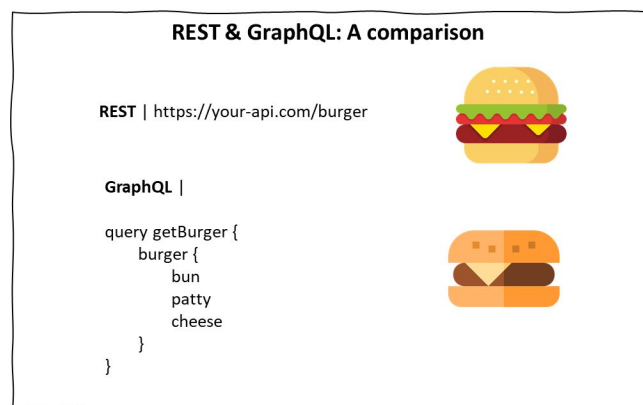 REST & GraphQL: A comparison
REST | https://your-api.com/burger
GraphQL |
query getBurger {
burger {
bun
patty
cheese
}
}